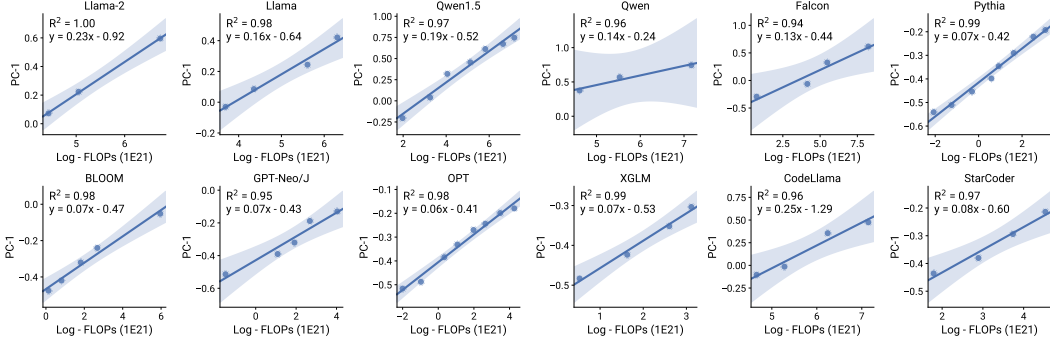 Llama-2
R² = 1.00
y = 0.23x - 0.92
PC-1
0.6
0.4
0.2
0.0
5
6
Log - FLOPs (1E21)
Llama
R² = 0.98
y = 0.16x - 0.64
PC-1
0.4
0.2
0.0
−0.2
4
5
6
Log - FLOPs (1E21)
Qwen1.5
R² = 0.97
y = 0.19x - 0.52
PC-1
1.00
0.75
0.50
0.25
0.00
−0.25
2
4
6
Log - FLOPs (1E21)
Qwen
R² = 0.96
y = 0.14x - 0.24
PC-1
1.0
0.5
0.0
5
6
7
Log - FLOPs (1E21)
Falcon
R² = 0.94
y = 0.13x - 0.44
PC-1
1.0
0.5
0.0
−0.5
2.5
5.0
7.5
Log - FLOPs (1E21)
Pythia
R² = 0.99
y = 0.07x - 0.42
PC-1
−0.2
−0.3
−0.4
−0.5
−0.6
−2
0
2
Log - FLOPs (1E21)
BLOOM
R² = 0.98
y = 0.07x - 0.47
PC-1
0.0
−0.2
−0.4
0
2
4
6
Log - FLOPs (1E21)
GPT-Neo/J
R² = 0.95
y = 0.07x - 0.43
PC-1
0.0
−0.2
−0.4
−0.6
0
2
4
Log - FLOPs (1E21)
OPT
R² = 0.98
y = 0.06x - 0.41
PC-1
−0.1
−0.2
−0.3
−0.4
−0.5
−2
0
2
4
Log - FLOPs (1E21)
XGLM
R² = 0.99
y = 0.07x - 0.53
PC-1
−0.3
−0.4
−0.5
1
2
3
Log - FLOPs (1E21)
CodeLlama
R² = 0.96
y = 0.25x - 1.29
PC-1
0.75
0.50
0.25
0.00
−0.25
5
6
7
Log - FLOPs (1E21)
StarCoder
R² = 0.97
y = 0.08x - 0.60
PC-1
−0.2
−0.3
−0.4
−0.5
2
3
4
Log - FLOPs (1E21)